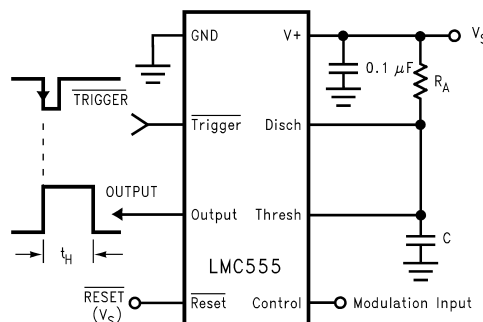 GND
V+
V_S
0.1 μF
R_A
TRIGGER
Trigger
Disch
OUTPUT
Output
Thresh
C
t_H
LMC555
RESET
(V_S)
Reset
Control
Modulation Input